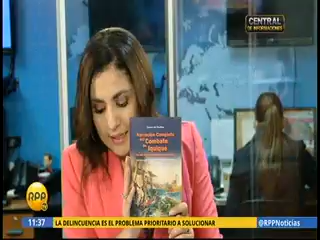 CENTRAL
DE INFORMACIONES
Narración Completa
del Combate
de Iquique
RPP
11:37
LA DELINCUENCIA ES EL PROBLEMA PRIORITARIO A SOLUCIONAR
@RPPNoticias